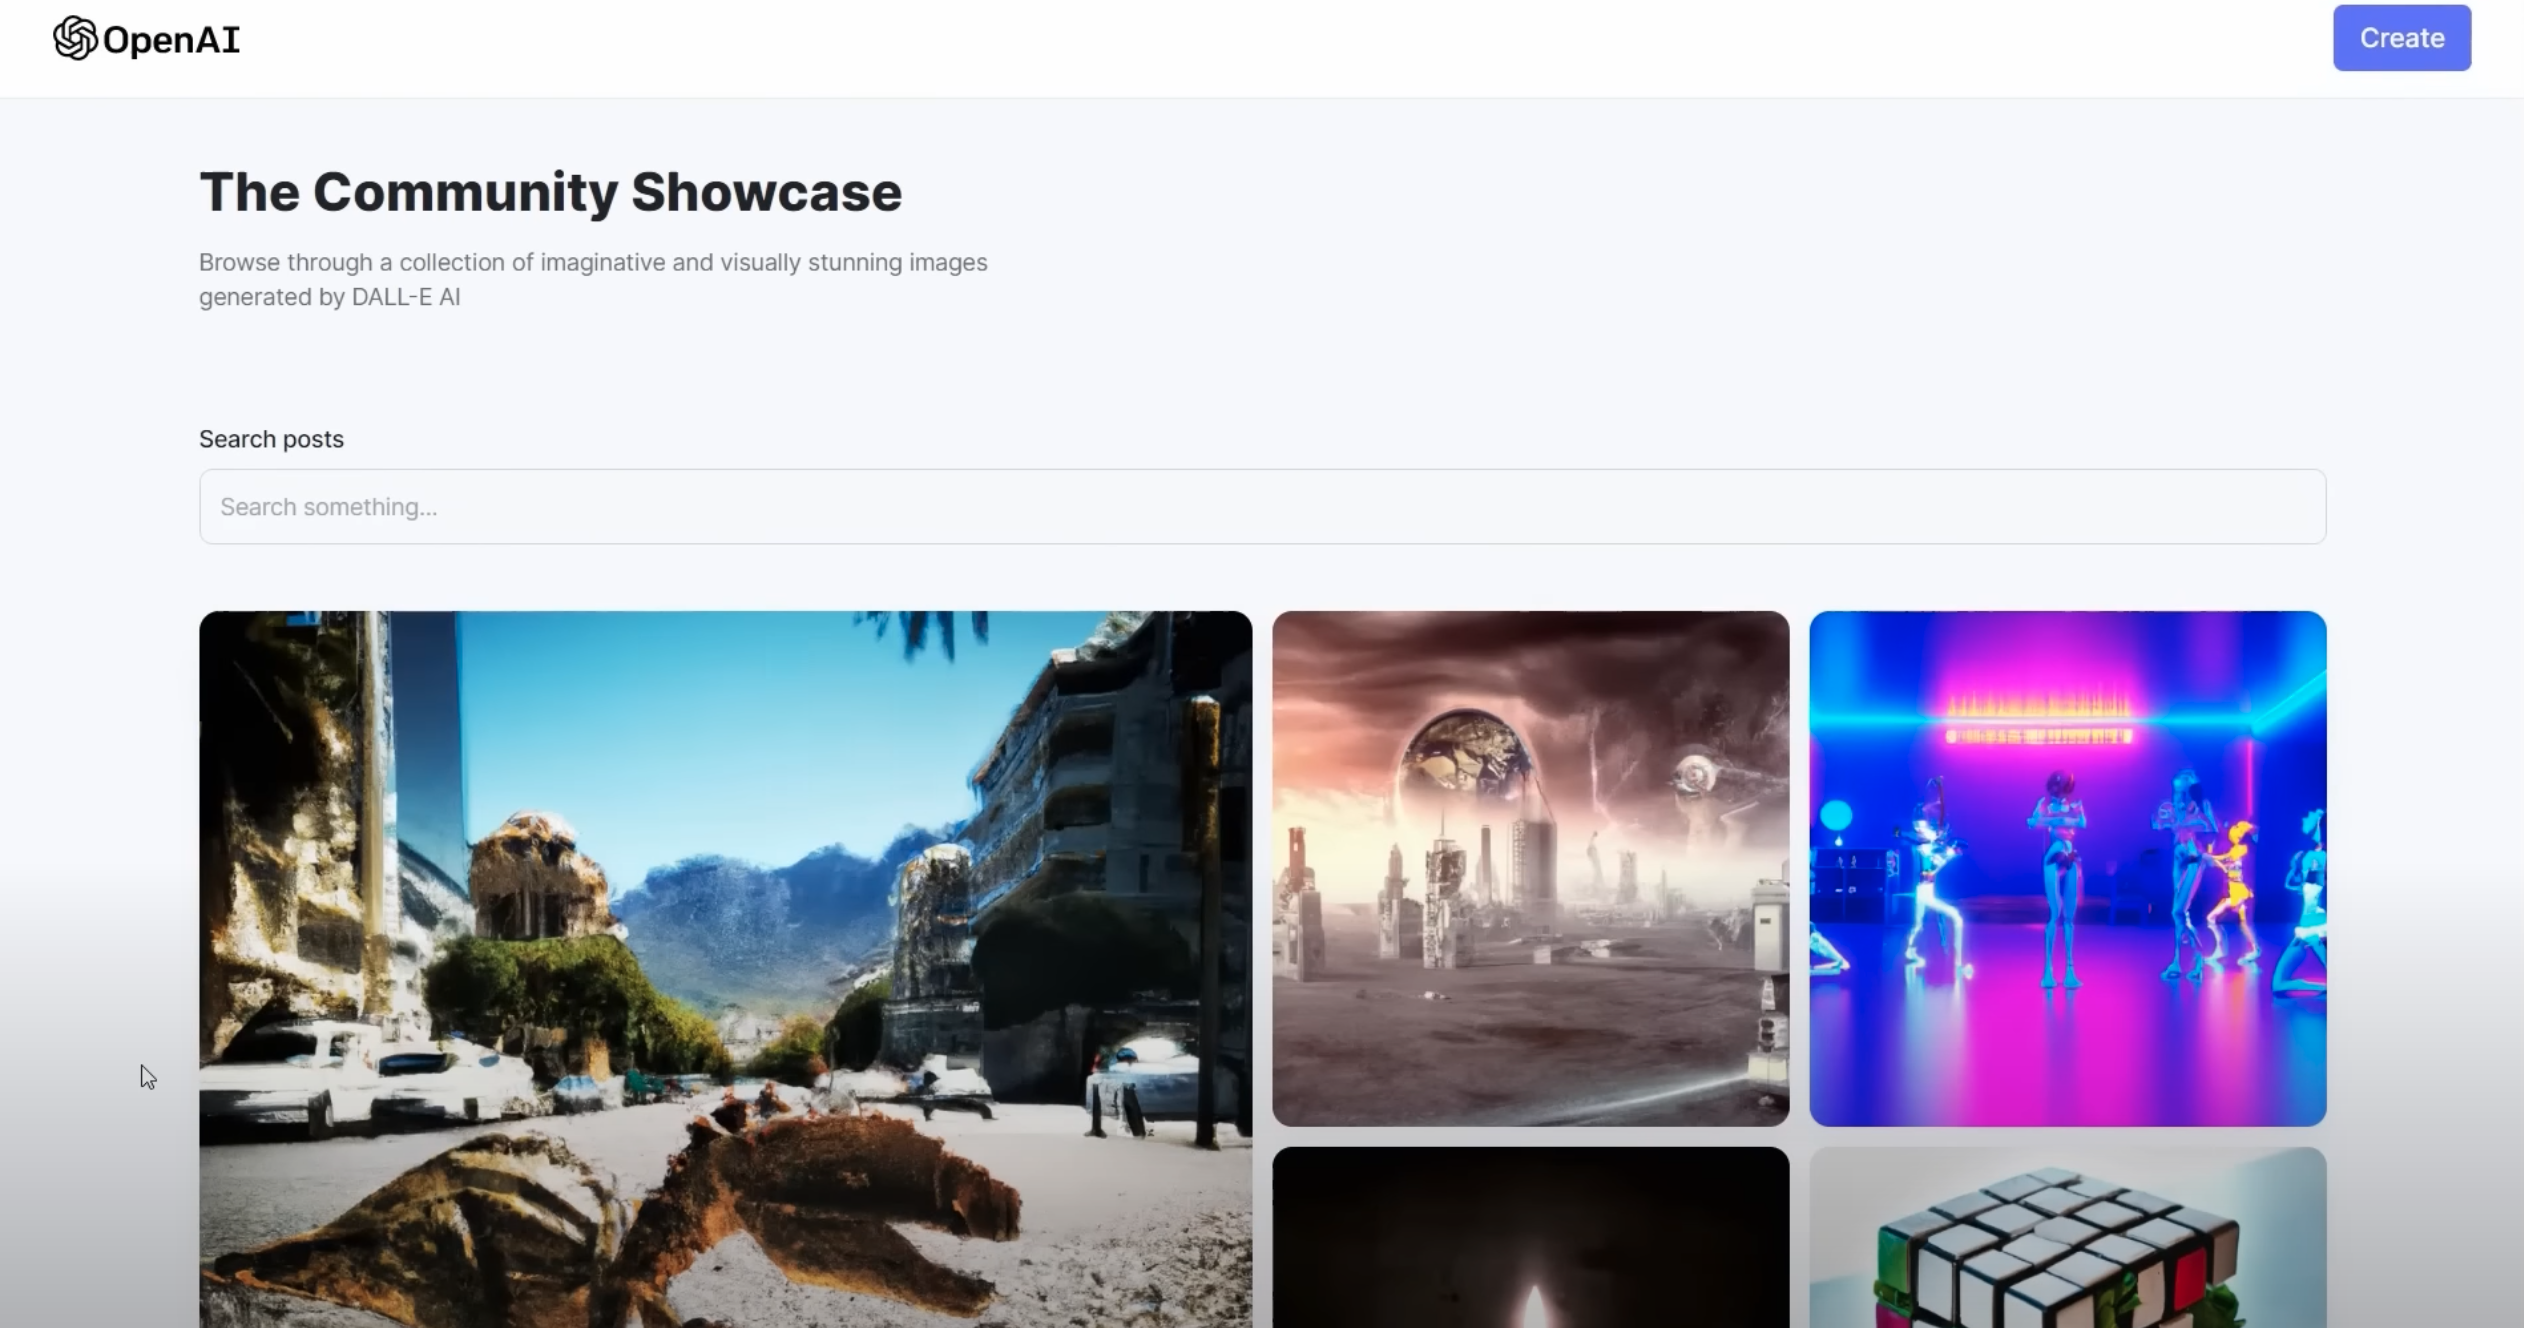 OpenAI
Create
The Community Showcase
Browse through a collection of imaginative and visually stunning images
generated by DALL-E AI
Search posts
Search something...